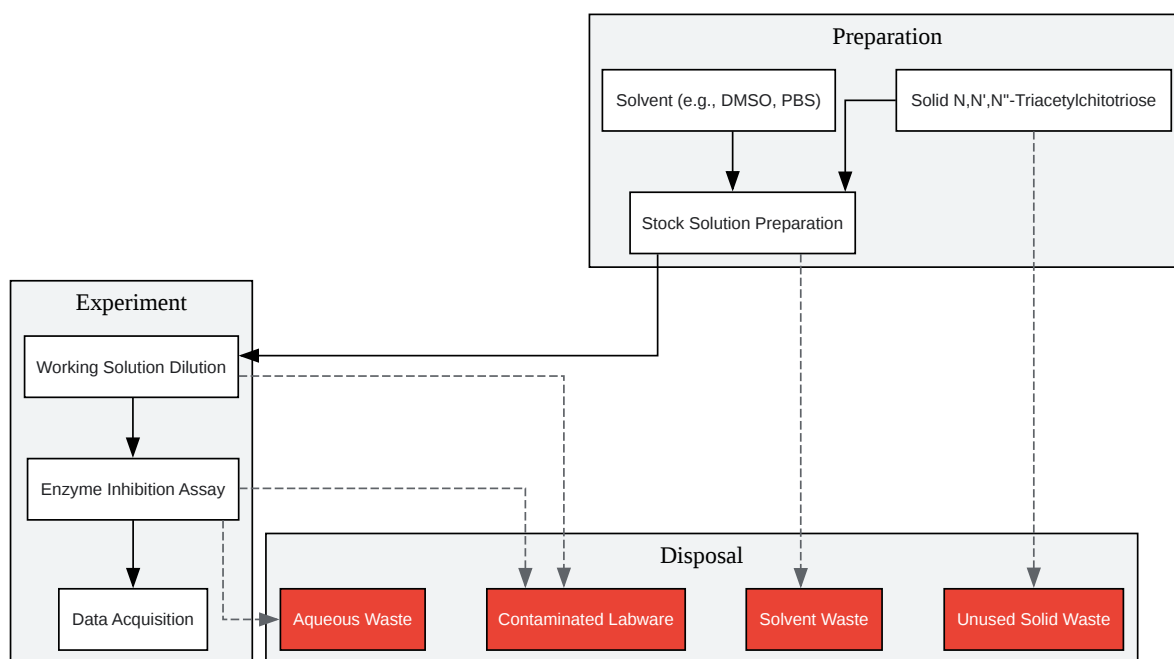 Preparation
Solvent (e.g., DMSO, PBS)
Solid N,N',N"-Triacetylchitotriose
Stock Solution Preparation
Experiment
Working Solution Dilution
Enzyme Inhibition Assay
Data Acquisition
Disposal
Aqueous Waste
Contaminated Labware
Solvent Waste
Unused Solid Waste